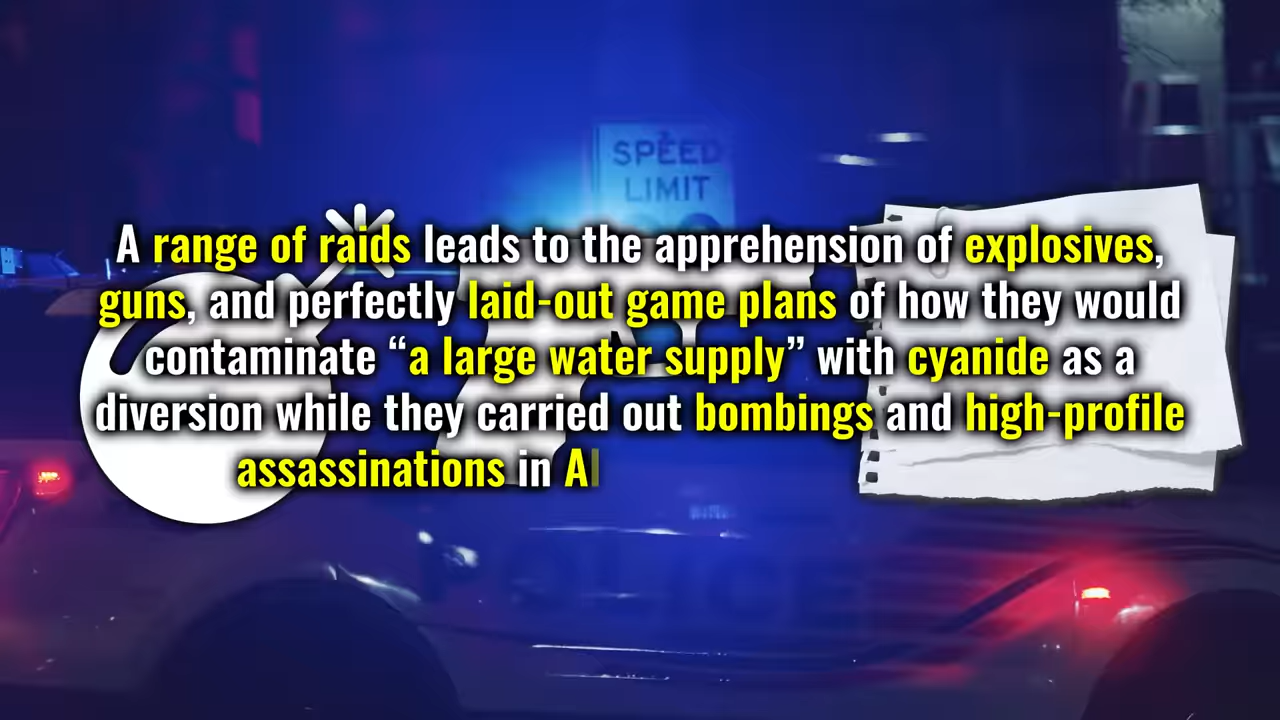 SPEED
LIMIT
A range of raids leads to the apprehension of explosives,
guns, and perfectly laid-out game plans of how they would
contaminate “a large water supply” with cyanide as a
diversion while they carried out bombings and high-profile
assassinations in A
POLICE